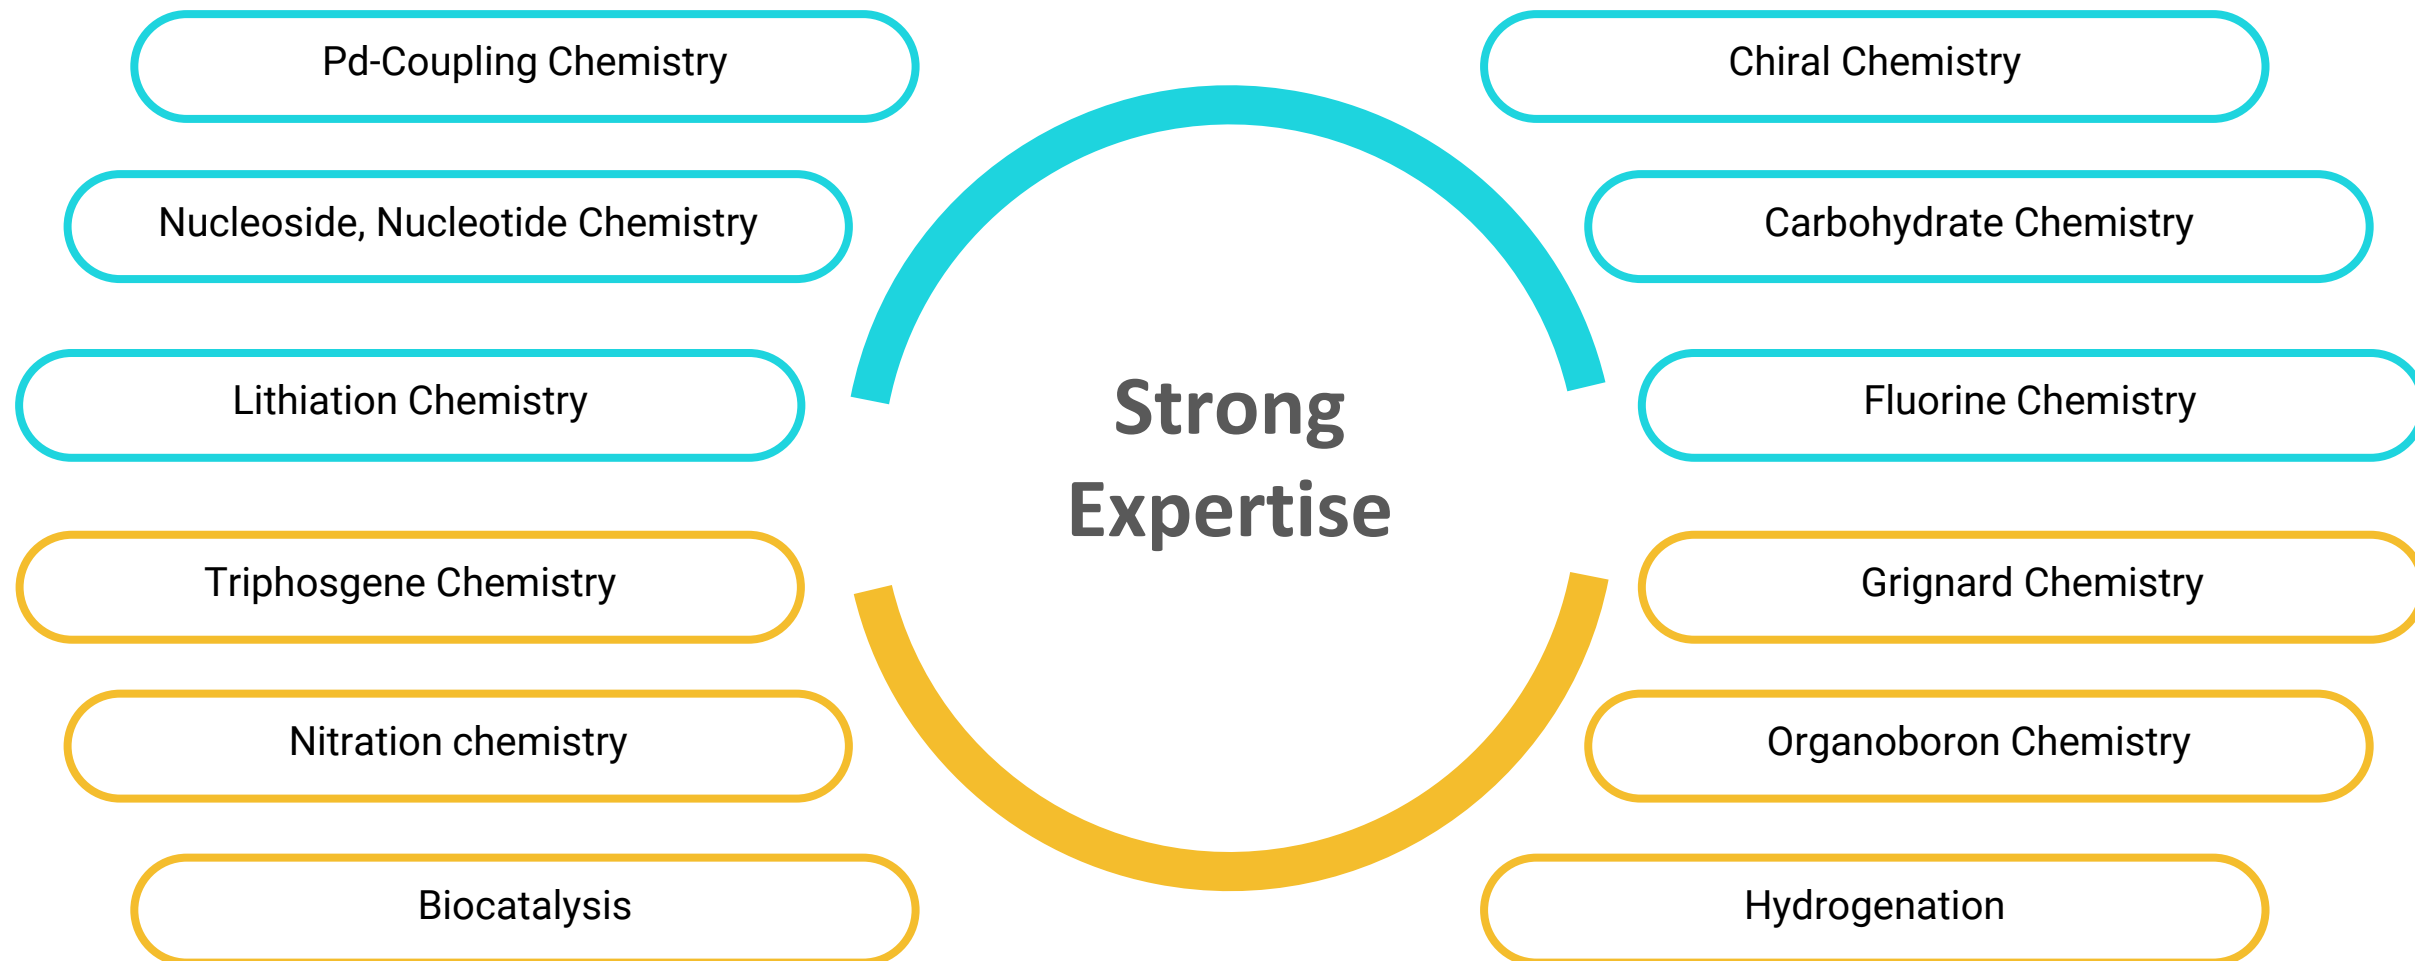 Pd-Coupling Chemistry
Chiral Chemistry
Nucleoside, Nucleotide Chemistry
Carbohydrate Chemistry
Lithiation Chemistry
Fluorine Chemistry
Strong
Expertise
Triphosgene Chemistry
Grignard Chemistry
Nitration chemistry
Organoboron Chemistry
Biocatalysis
Hydrogenation